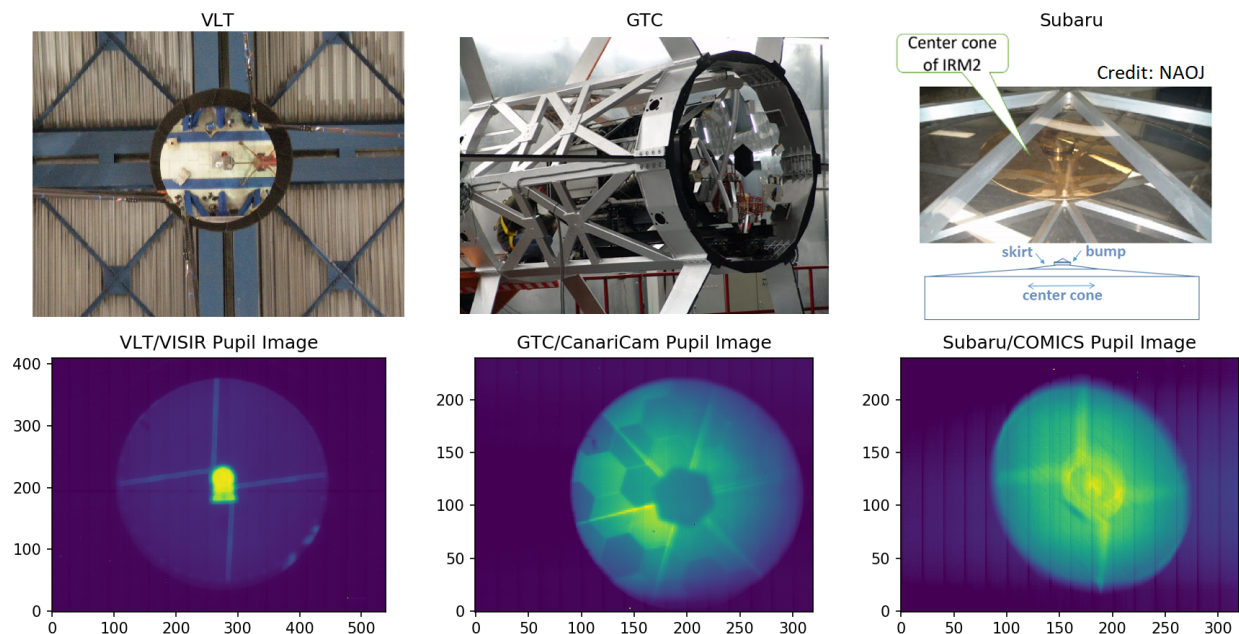 VLT
GTC
Subaru
Center cone
of IRM2
Credit: NAOJ
skirt
bump
center cone
VLT/VISIR Pupil Image
GTC/CanariCam Pupil Image
Subaru/COMICS Pupil Image
400
300
200
100
0
0 100 200 300 400 500
200
150
100
50
0
0 50 100 150 200 250 300
200
150
100
50
0
0 50 100 150 200 250 300